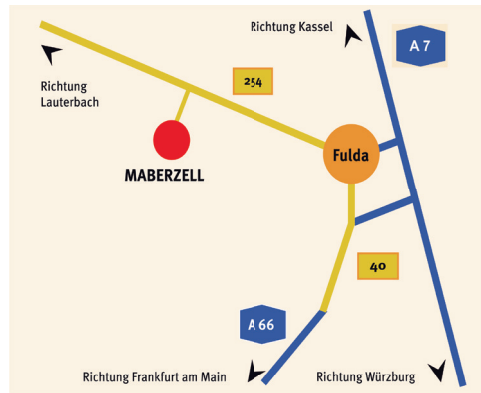 Richtung Kassel
A 7
Richtung
Lauterbach
254
Fulda
MABERZELL
40
A 66
Richtung Frankfurt am Main
Richtung Würzburg